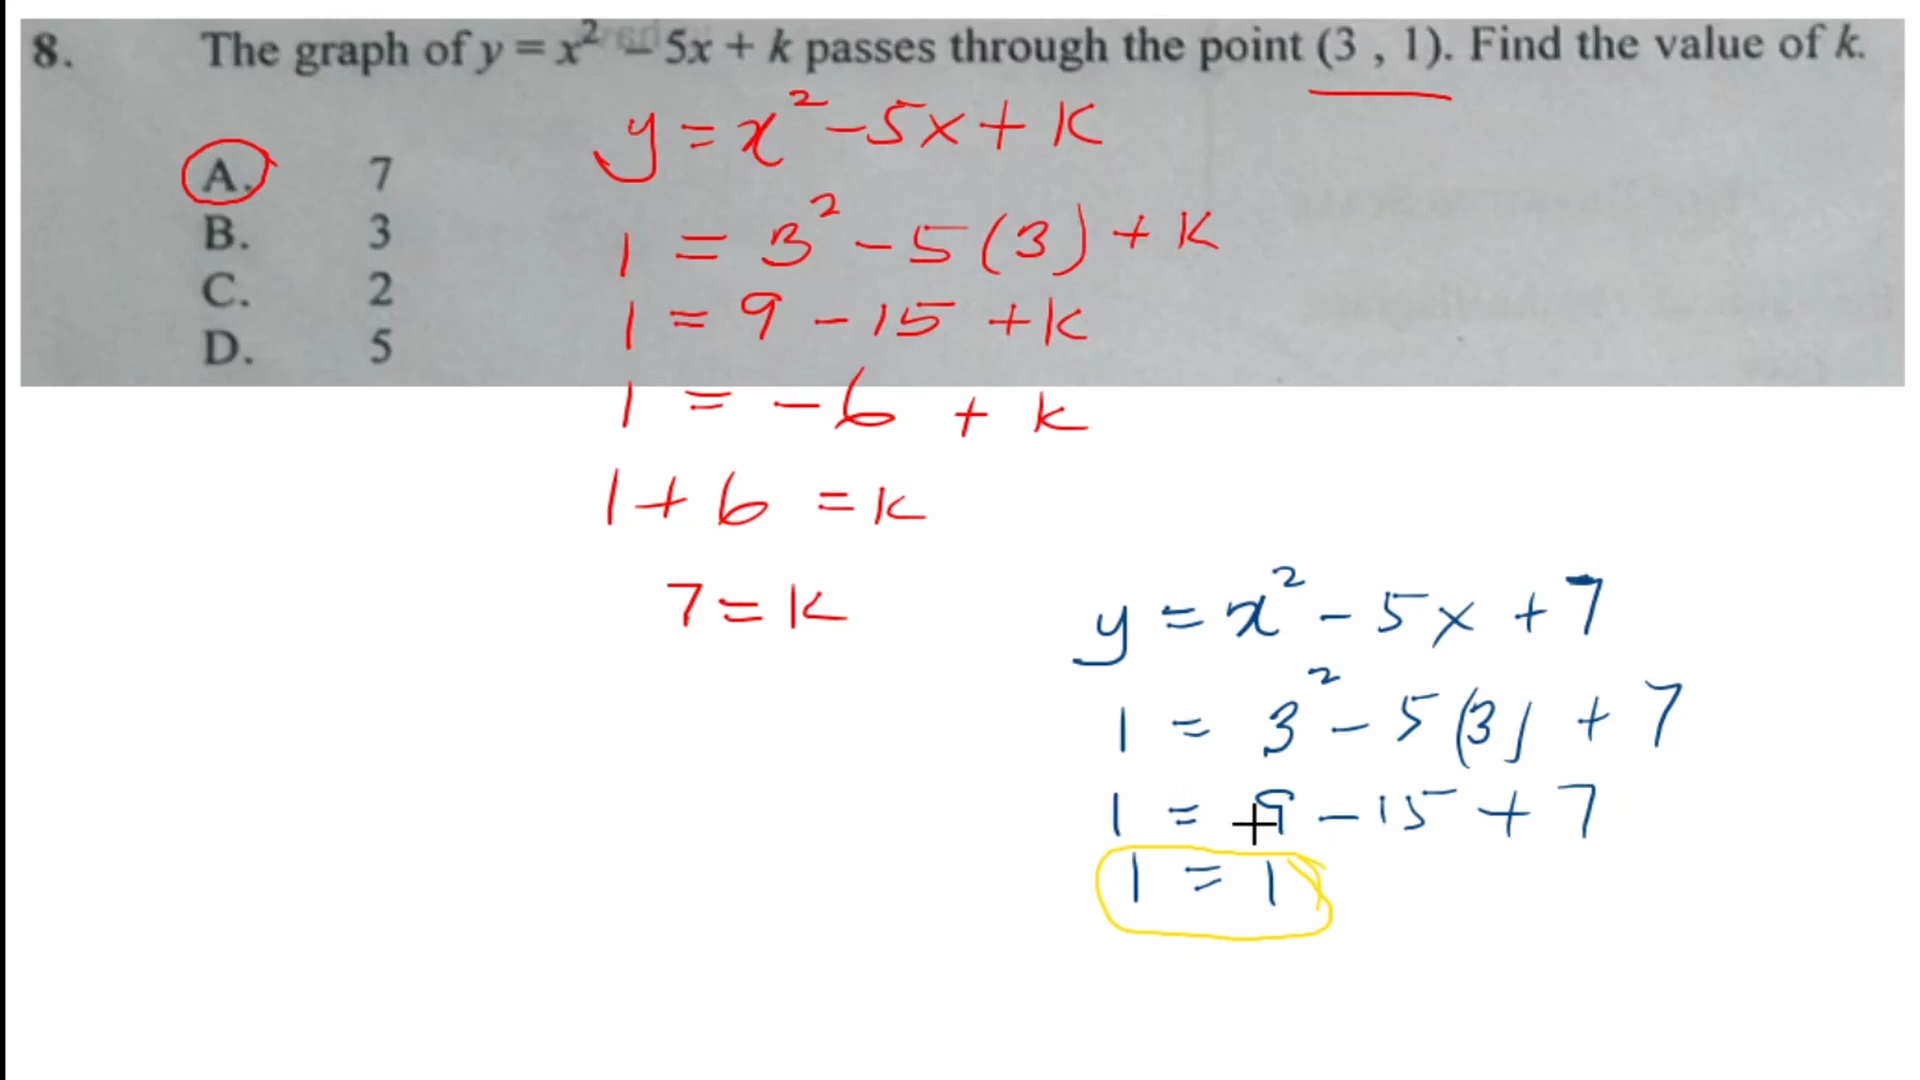 8. The graph of y = x² – 5x + k passes through the point (3 , 1). Find the value of k.
A. 7
B. 3
C. 2
D. 5
y = x² - 5x + k
1 = 3² - 5(3) + k
1 = 9 - 15 + k
1 = -6 + k
1 + 6 = k
7 = k
y = x² - 5x + 7
1 = 3² - 5(3) + 7
1 = 9 - 15 + 7
1 = 1